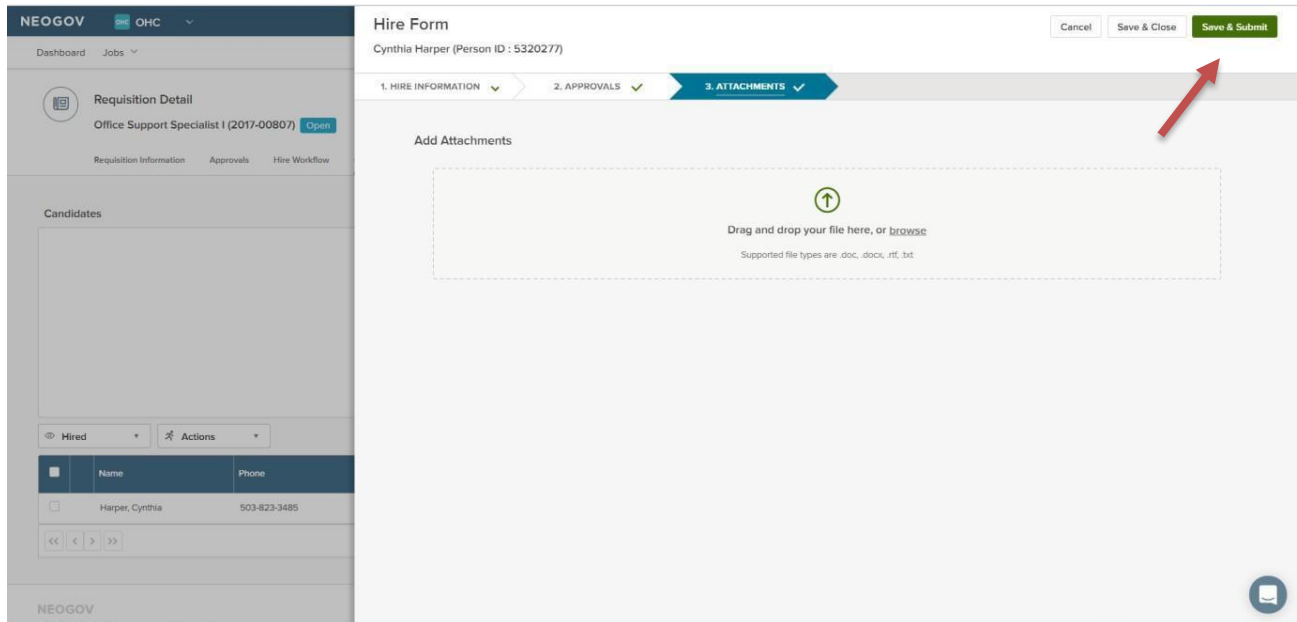 NEOGOV OHC OHC
Dashboard Jobs
Requisition Detail
Office Support Specialist I (2017-00807) Open
Requisition Information Approvals Hire Workflow
Candidates
Hired Actions
Name Phone
Harper, Cynthia 503-823-3485
<< < > >>
NEOGOV
Hire Form
Cancel Save & Close Save & Submit
Cynthia Harper (Person ID : 5320277)
1. HIRE INFORMATION 2. APPROVALS 3. ATTACHMENTS
Add Attachments
Drag and drop your file here, or browse
Supported file types are .doc, .docx, .rtf, .txt